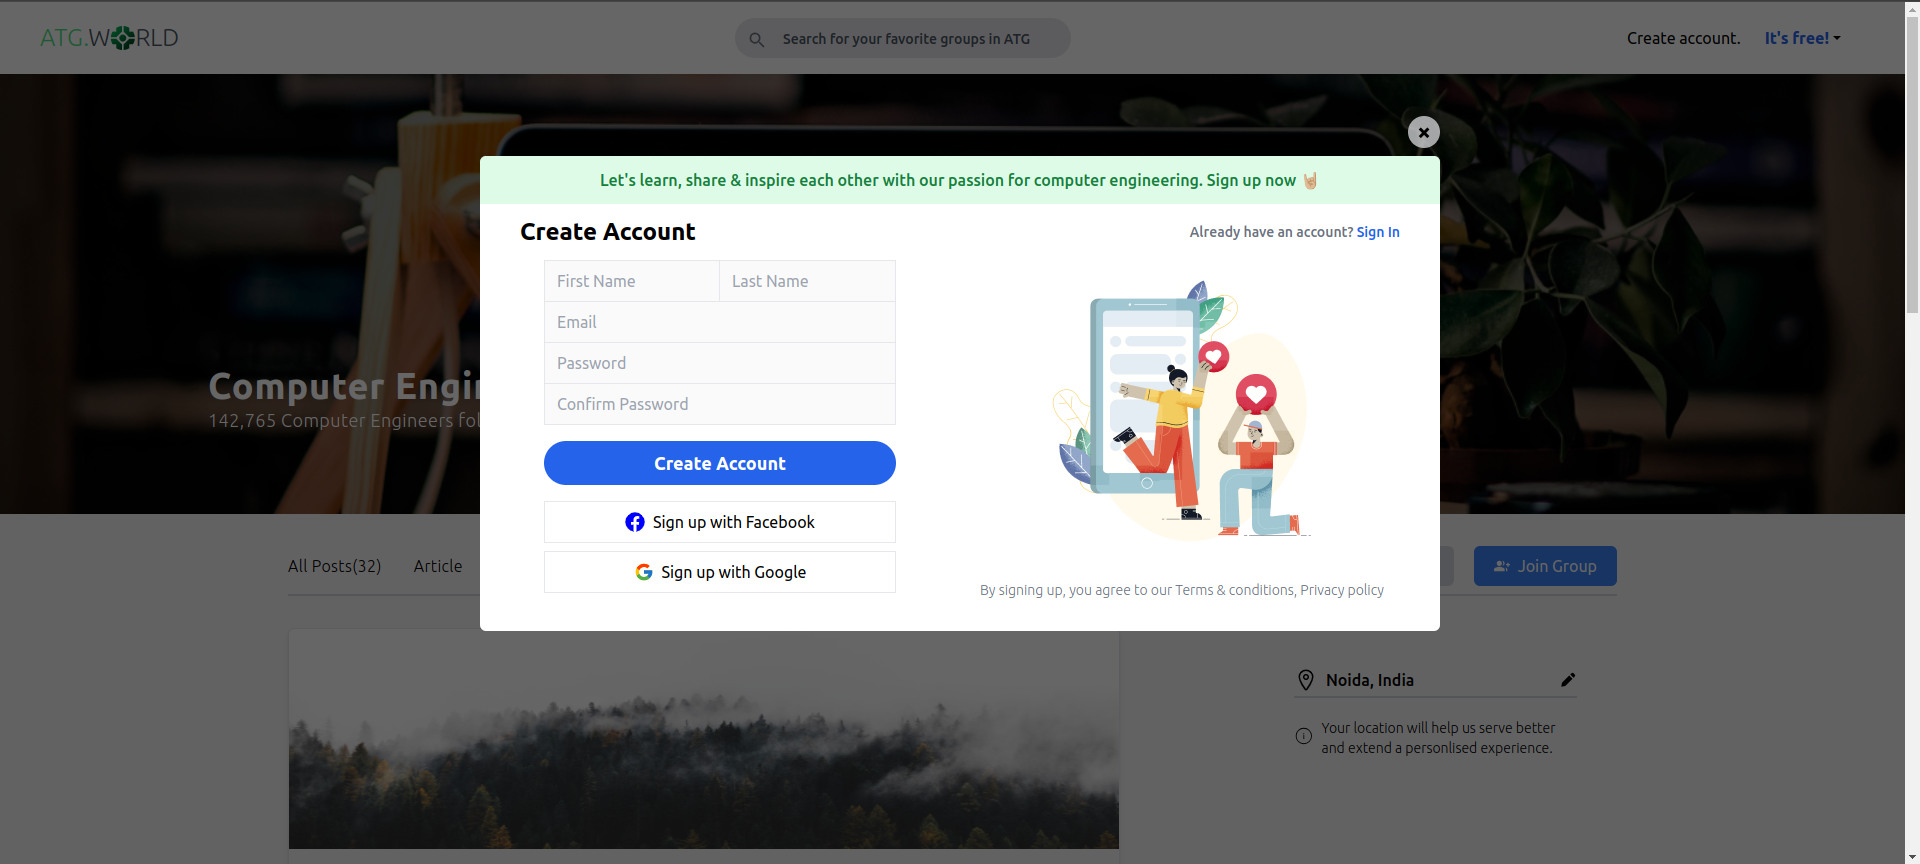 ATG.WORLD
Search for your favorite groups in ATG
Create account. It's free!
Let's learn, share & inspire each other with our passion for computer engineering. Sign up now 🤘🏼
Create Account
Already have an account? Sign In
First Name
Last Name
Email
Password
Confirm Password
Create Account
Sign up with Facebook
Sign up with Google
By signing up, you agree to our Terms & conditions, Privacy policy
Computer Engi
142,765 Computer Engineers fol
All Posts(32)
Article
Join Group
Noida, India
Your location will help us serve better
and extend a personlised experience.